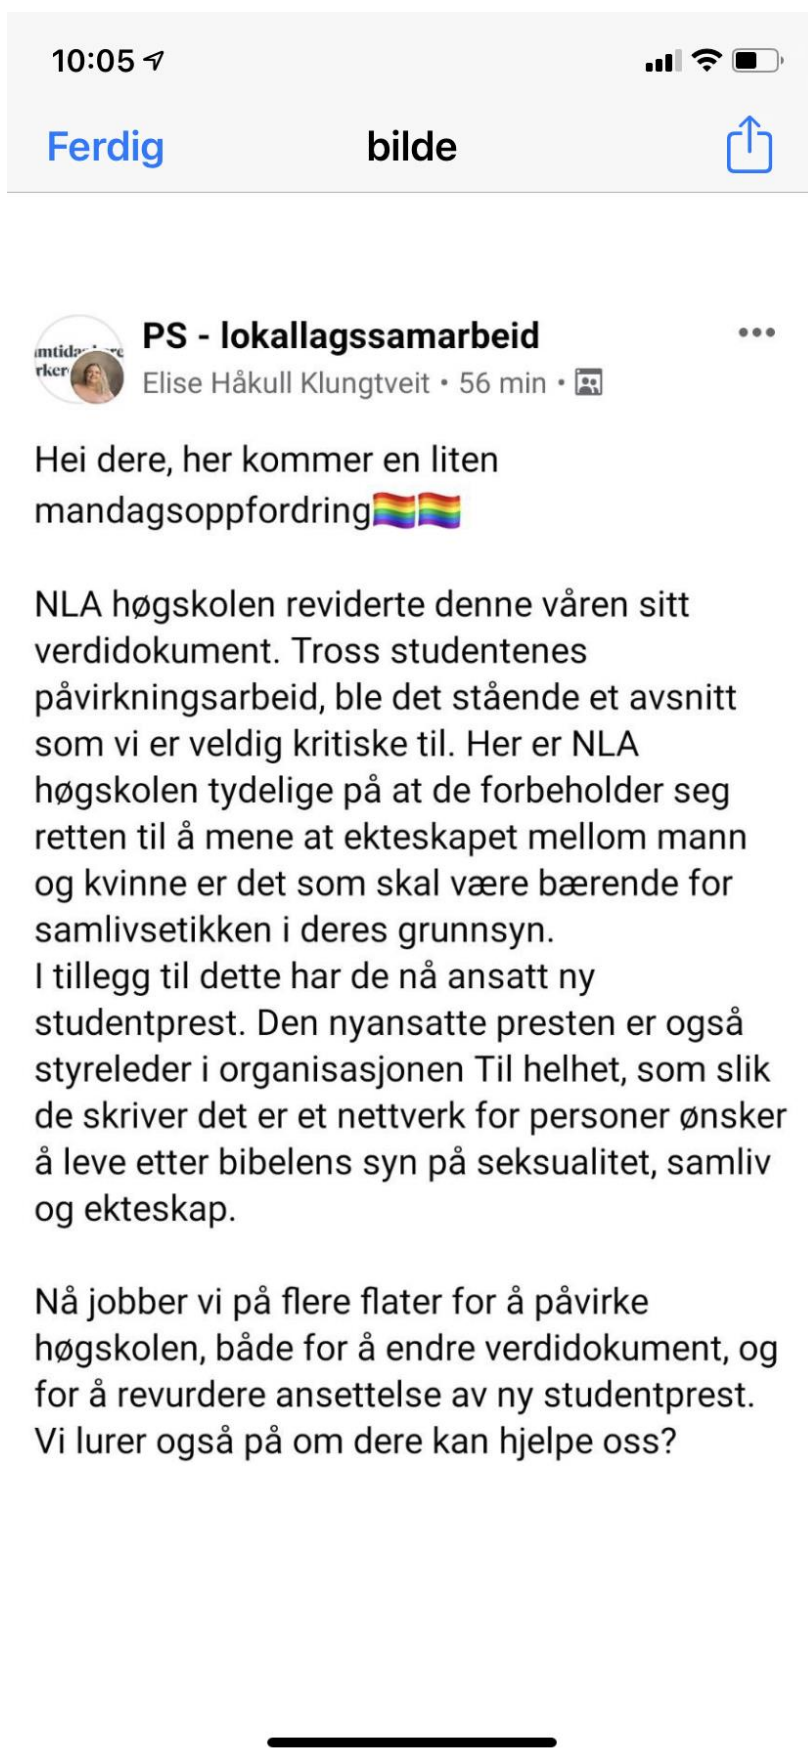 10:05
Ferdig
bilde
PS - lokallagssamarbeid
Elise Håkull Klungtveit • 56 min •
Hei dere, her kommer en liten
mandagsoppfordring🏳️‍🌈🏳️‍🌈
NLA høgskolen reviderte denne våren sitt
verdidokument. Tross studentenes
påvirkningsarbeid, ble det stående et avsnitt
som vi er veldig kritiske til. Her er NLA
høgskolen tydelige på at de forbeholder seg
retten til å mene at ekteskapet mellom mann
og kvinne er det som skal være bærende for
samlivsetikken i deres grunnsyn.
I tillegg til dette har de nå ansatt ny
studentprest. Den nyansatte presten er også
styreleder i organisasjonen Til helhet, som slik
de skriver det er et nettverk for personer ønsker
å leve etter bibelens syn på seksualitet, samliv
og ekteskap.
Nå jobber vi på flere flater for å påvirke
høgskolen, både for å endre verdidokument, og
for å revurdere ansettelse av ny studentprest.
Vi lurer også på om dere kan hjelpe oss?